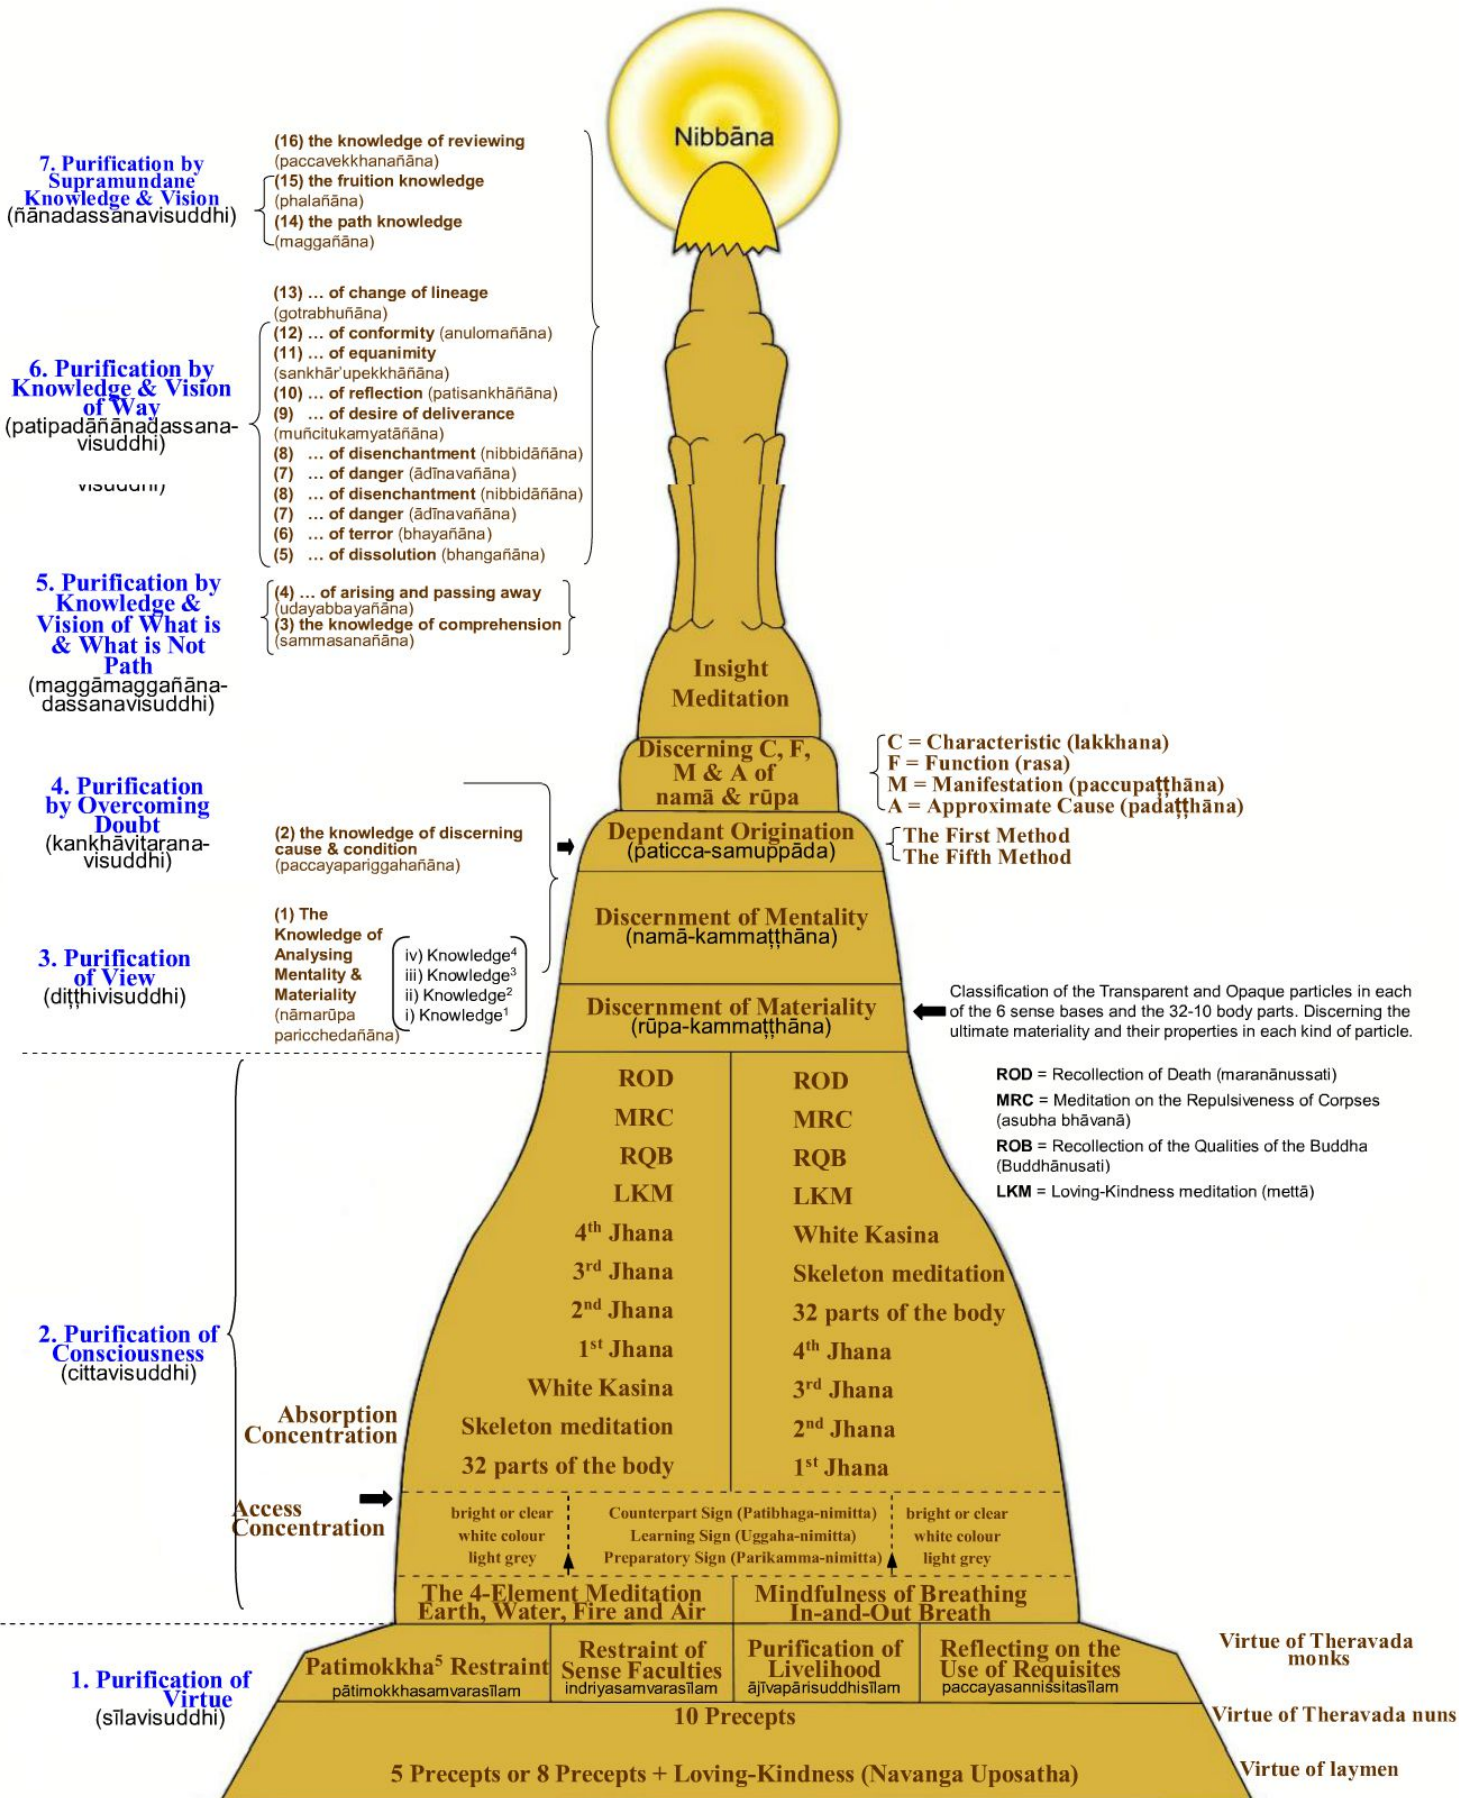 Nibbāna
(16) the knowledge of reviewing
(paccavekkhanañāna)
7. Purification by
Supramundane
Knowledge & Vision
(ñānadassanavisuddhi)
(15) the fruition knowledge
(phalañāna)
(14) the path knowledge
(maggañāna)
(13) ... of change of lineage
(gotrabhuñāna)
6. Purification by
Knowledge & Vision
of Way
(patipadāñānadassana-
visuddhi)
visuddhi)
(12) ... of conformity (anulomañāna)
(11) ... of equanimity
(sankhār'upekkhāñāna)
(10) ... of reflection (patisankhāñāna)
(9) ... of desire of deliverance
(muñcitukamyatāñāna)
(8) ... of disenchantment (nibbidāñāna)
(7) ... of danger (ādīnavañāna)
(8) ... of disenchantment (nibbidāñāna)
(7) ... of danger (ādīnavañāna)
(6) ... of terror (bhayañāna)
(5) ... of dissolution (bhangañāna)
5. Purification by
Knowledge &
Vision of What is
& What is Not
Path
(maggāmaggañāna-
dassanavisuddhi)
(4) ... of arising and passing away
(udayabbayañāna)
(3) the knowledge of comprehension
(sammasanañāna)
Insight
Meditation
Discerning C, F,
M & A of
namā & rūpa
C = Characteristic (lakkhana)
F = Function (rasa)
M = Manifestation (paccupaṭṭhāna)
A = Approximate Cause (padaṭṭhāna)
4. Purification
by Overcoming
Doubt
(kankhāvitarana-
visuddhi)
(2) the knowledge of discerning
cause & condition
(paccayapariggahañāna)
Dependant Origination
(paticca-samuppāda)
The First Method
The Fifth Method
3. Purification
of View
(diṭṭhivisuddhi)
(1) The
Knowledge of
Analysing
Mentality &
Materiality
(nāmarūpa
paricchedañāna)
iv) Knowledge⁴
iii) Knowledge³
ii) Knowledge²
i) Knowledge¹
Discernment of Mentality
(namā-kammaṭṭhāna)
Discernment of Materiality
(rūpa-kammaṭṭhāna)
Classification of the Transparent and Opaque particles in each
of the 6 sense bases and the 32-10 body parts. Discerning the
ultimate materiality and their properties in each kind of particle.
ROD = Recollection of Death (maranānussati)
MRC = Meditation on the Repulsiveness of Corpses
(asubha bhāvanā)
ROB = Recollection of the Qualities of the Buddha
(Buddhānusati)
LKM = Loving-Kindness meditation (mettā)
2. Purification of
Consciousness
(cittavisuddhi)
Absorption
Concentration
Access
Concentration
ROD
MRC
RQB
LKM
4th Jhana
3rd Jhana
2nd Jhana
1st Jhana
White Kasina
Skeleton meditation
32 parts of the body
ROD
MRC
RQB
LKM
White Kasina
Skeleton meditation
32 parts of the body
4th Jhana
3rd Jhana
2nd Jhana
1st Jhana
bright or clear
white colour
light grey
Counterpart Sign (Patibhaga-nimitta)
Learning Sign (Uggaha-nimitta)
Preparatory Sign (Parikamma-nimitta)
bright or clear
white colour
light grey
The 4-Element Meditation
Earth, Water, Fire and Air
Mindfulness of Breathing
In-and-Out Breath
1. Purification of
Virtue
(sīlavisuddhi)
Patimokkha⁵ Restraint
pātimokkhasamvarasīlam
Restraint of
Sense Faculties
indriyasamvarasīlam
Purification of
Livelihood
ājīvapārisuddhisīlam
Reflecting on the
Use of Requisites
paccayasannissitasīlam
Virtue of Theravada
monks
10 Precepts
Virtue of Theravada nuns
5 Precepts or 8 Precepts + Loving-Kindness (Navanga Uposatha)
Virtue of laymen